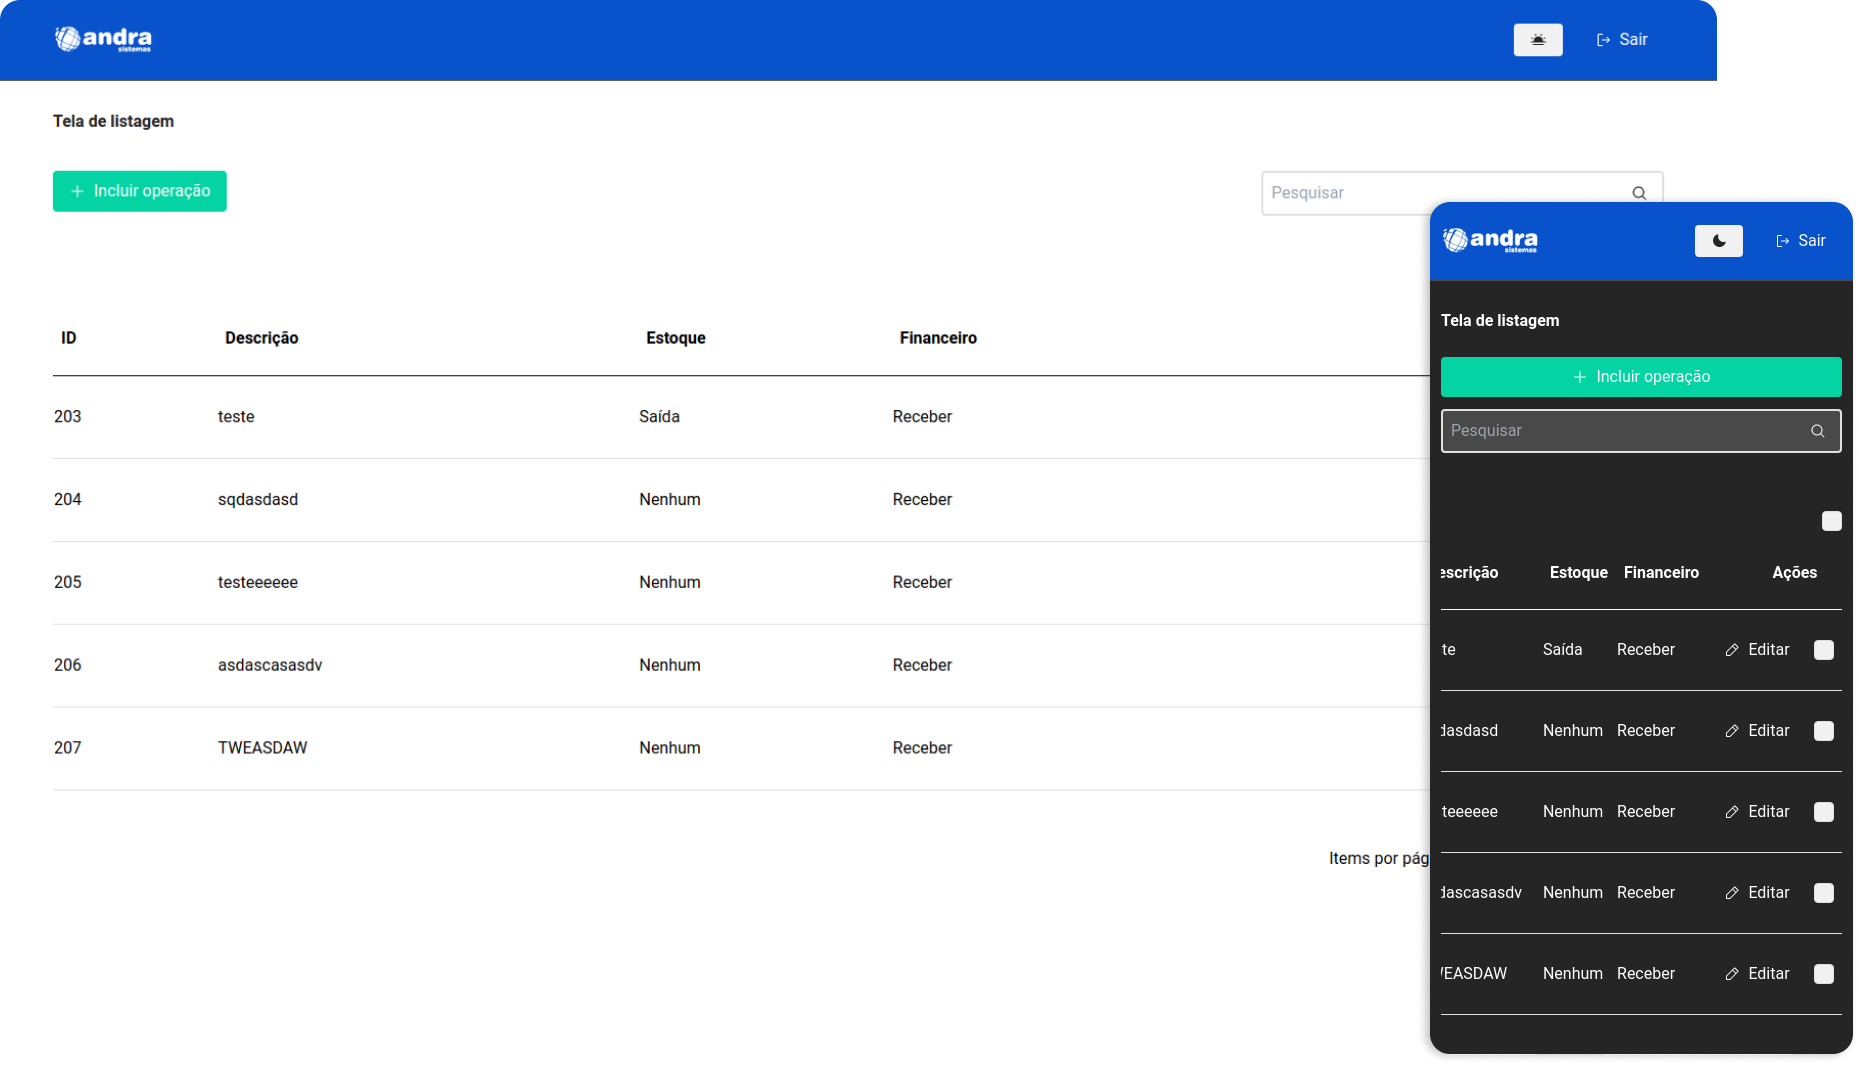 andra
sistemas
Sair
Tela de listagem
Incluir operação
Pesquisar
ID Descrição Estoque Financeiro
203 teste Saída Receber
204 sqdasdasd Nenhum Receber
205 testeeeeee Nenhum Receber
206 asdascasasdv Nenhum Receber
207 TWEASDAW Nenhum Receber
Items por pág
andra
sistemas
Sair
Tela de listagem
Incluir operação
Pesquisar
escrição Estoque Financeiro Ações
te Saída Receber Editar
dasdasd Nenhum Receber Editar
teeeeee Nenhum Receber Editar
dascasasdv Nenhum Receber Editar
WEASDAW Nenhum Receber Editar